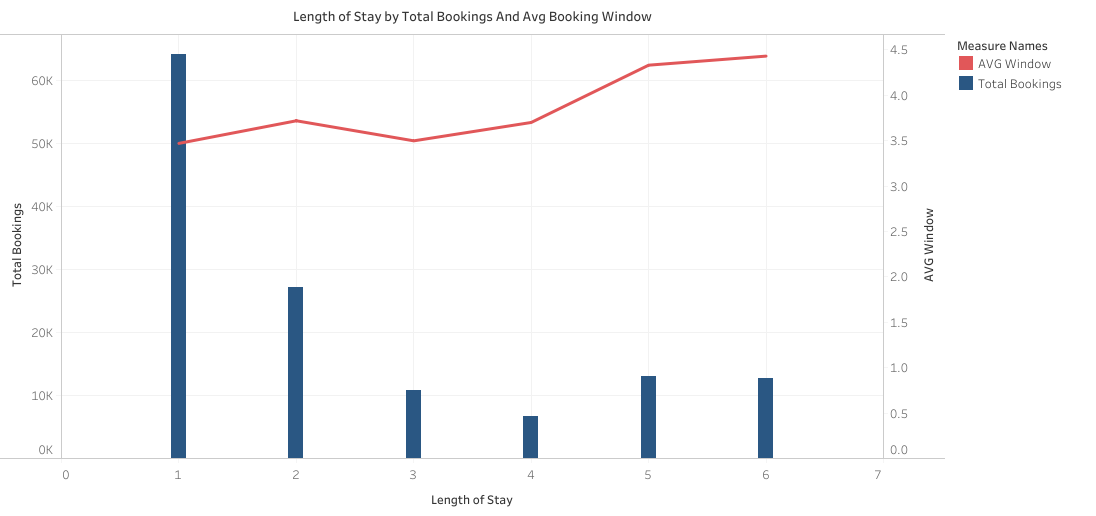 Length of Stay by Total Bookings And Avg Booking Window
Measure Names
AVG Window
Total Bookings
Total Bookings
60K
50K
40K
30K
20K
10K
0K
4.5
4.0
3.5
3.0
2.5
2.0
1.5
1.0
0.5
0.0
AVG Window
0 1 2 3 4 5 6 7
Length of Stay